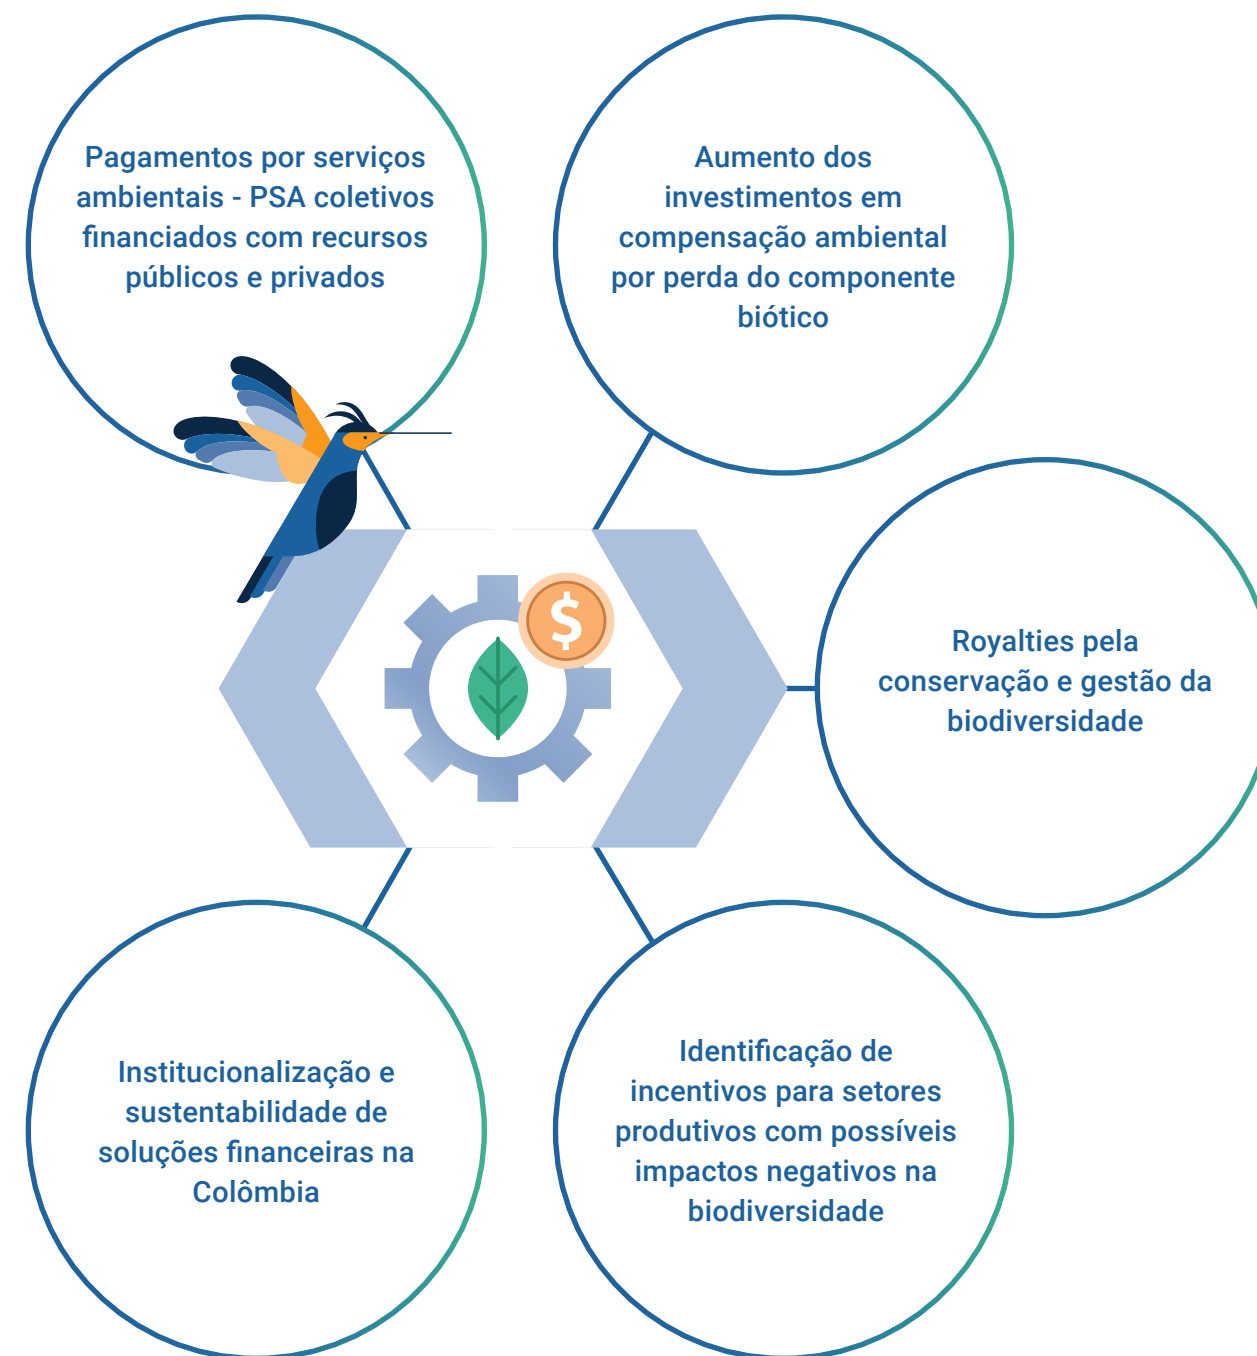 Pagamentos por serviços
ambientais - PSA coletivos
financiados com recursos
públicos e privados
Aumento dos
investimentos em
compensação ambiental
por perda do componente
biótico
$
Royalties pela
conservação e gestão da
biodiversidade
Institucionalização e
sustentabilidade de
soluções financeiras na
Colômbia
Identificação de
incentivos para setores
produtivos com possíveis
impactos negativos na
biodiversidade